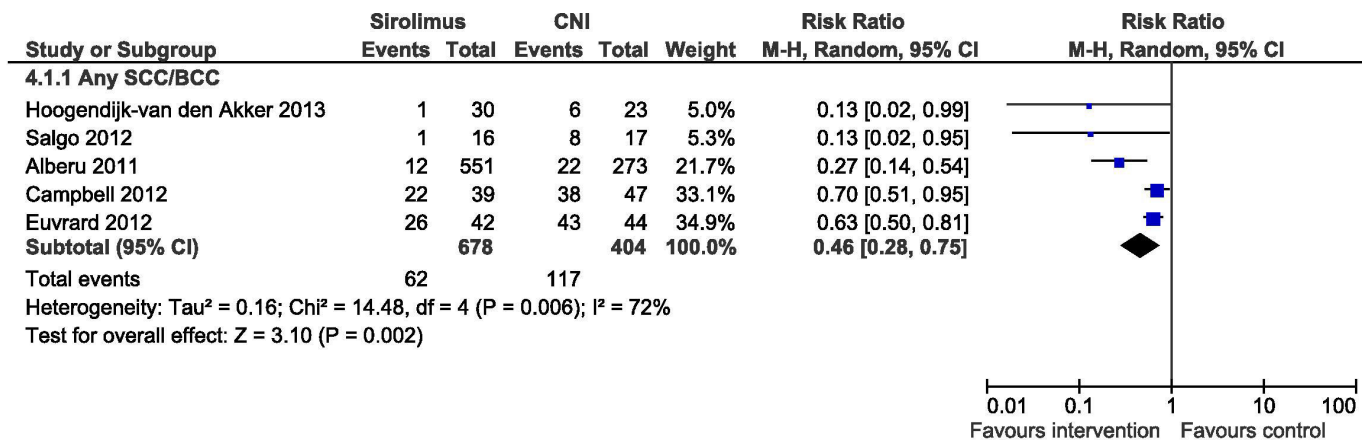 Sirolimus CNI Risk Ratio Risk Ratio
Study or Subgroup Events Total Events Total Weight M-H, Random, 95% CI M-H, Random, 95% CI
4.1.1 Any SCC/BCC
Hoogendijk-van den Akker 2013 1 30 6 23 5.0% 0.13 [0.02, 0.99]
Salgo 2012 1 16 8 17 5.3% 0.13 [0.02, 0.95]
Alberu 2011 12 551 22 273 21.7% 0.27 [0.14, 0.54]
Campbell 2012 22 39 38 47 33.1% 0.70 [0.51, 0.95]
Euvrard 2012 26 42 43 44 34.9% 0.63 [0.50, 0.81]
Subtotal (95% CI) 678 404 100.0% 0.46 [0.28, 0.75]
Total events 62 117
Heterogeneity: Tau² = 0.16; Chi² = 14.48, df = 4 (P = 0.006); I² = 72%
Test for overall effect: Z = 3.10 (P = 0.002)
0.01 0.1 1 10 100
Favours intervention Favours control